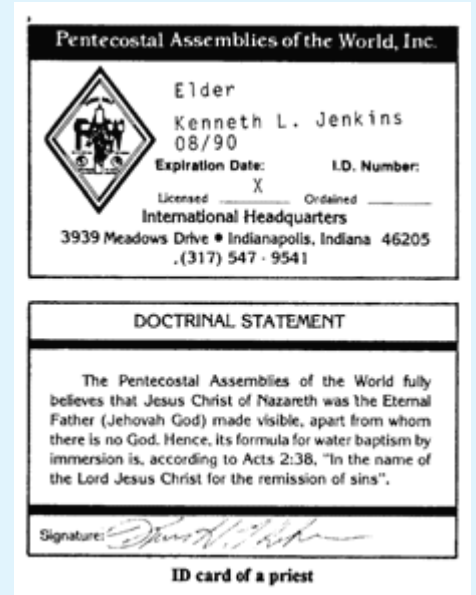 Pentecostal Assemblies of the World, Inc.
Elder
Kenneth L. Jenkins
08/90
Expiration Date: I.D. Number:
X
Licensed ________ Ordained ________
International Headquarters
3939 Meadows Drive • Indianapolis, Indiana 46205
.(317) 547 - 9541
DOCTRINAL STATEMENT
The Pentecostal Assemblies of the World fully
believes that Jesus Christ of Nazareth was the Eternal
Father (Jehovah God) made visible, apart from whom
there is no God. Hence, its formula for water baptism by
immersion is, according to Acts 2:38, "In the name of
the Lord Jesus Christ for the remission of sins".
Signature:
ID card of a priest